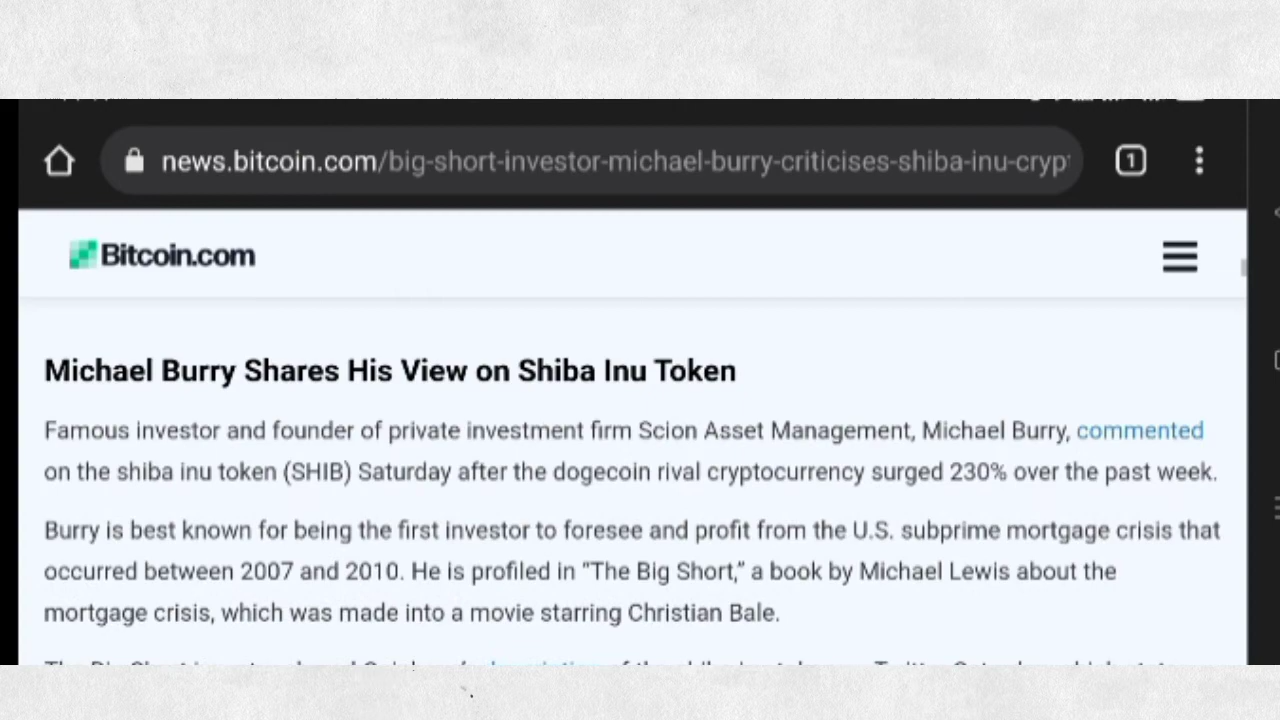 news.bitcoin.com/big-short-investor-michael-burry-criticises-shiba-inu-cryp
1
Bitcoin.com
Michael Burry Shares His View on Shiba Inu Token
Famous investor and founder of private investment firm Scion Asset Management, Michael Burry, commented
on the shiba inu token (SHIB) Saturday after the dogecoin rival cryptocurrency surged 230% over the past week.
Burry is best known for being the first investor to foresee and profit from the U.S. subprime mortgage crisis that
occurred between 2007 and 2010. He is profiled in "The Big Short," a book by Michael Lewis about the
mortgage crisis, which was made into a movie starring Christian Bale.